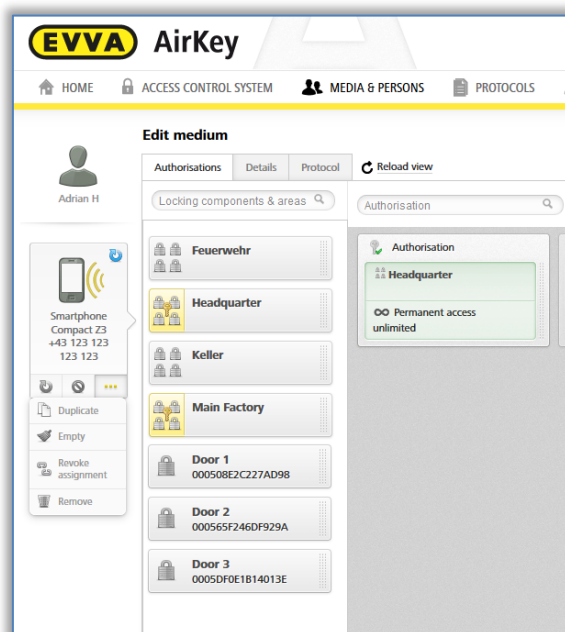 EVVA AirKey
HOME
ACCESS CONTROL SYSTEM
MEDIA & PERSONS
PROTOCOLS
Edit medium
Adrian H
Authorisations
Details
Protocol
Reload view
Locking components & areas
Authorisation
Smartphone
Compact Z3
+43 123 123
123 123
...
Duplicate
Empty
Revoke
assignment
Remove
Feuerwehr
Headquarter
Keller
Main Factory
Door 1
000508E2C227AD98
Door 2
000565F246DF929A
Door 3
0005DF0E1B14013E
Authorisation
Headquarter
Permanent access
unlimited